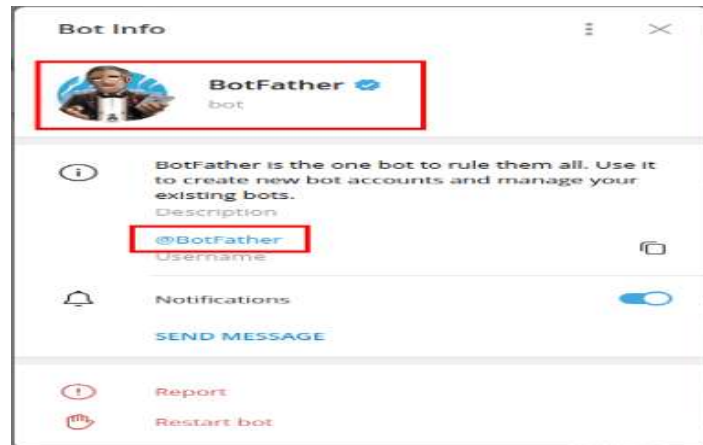 Bot Info
BotFather
bot
BotFather is the one bot to rule them all. Use it
to create new bot accounts and manage your
existing bots.
Description
@BotFather
Username
Notifications
SEND MESSAGE
Report
Restart bot